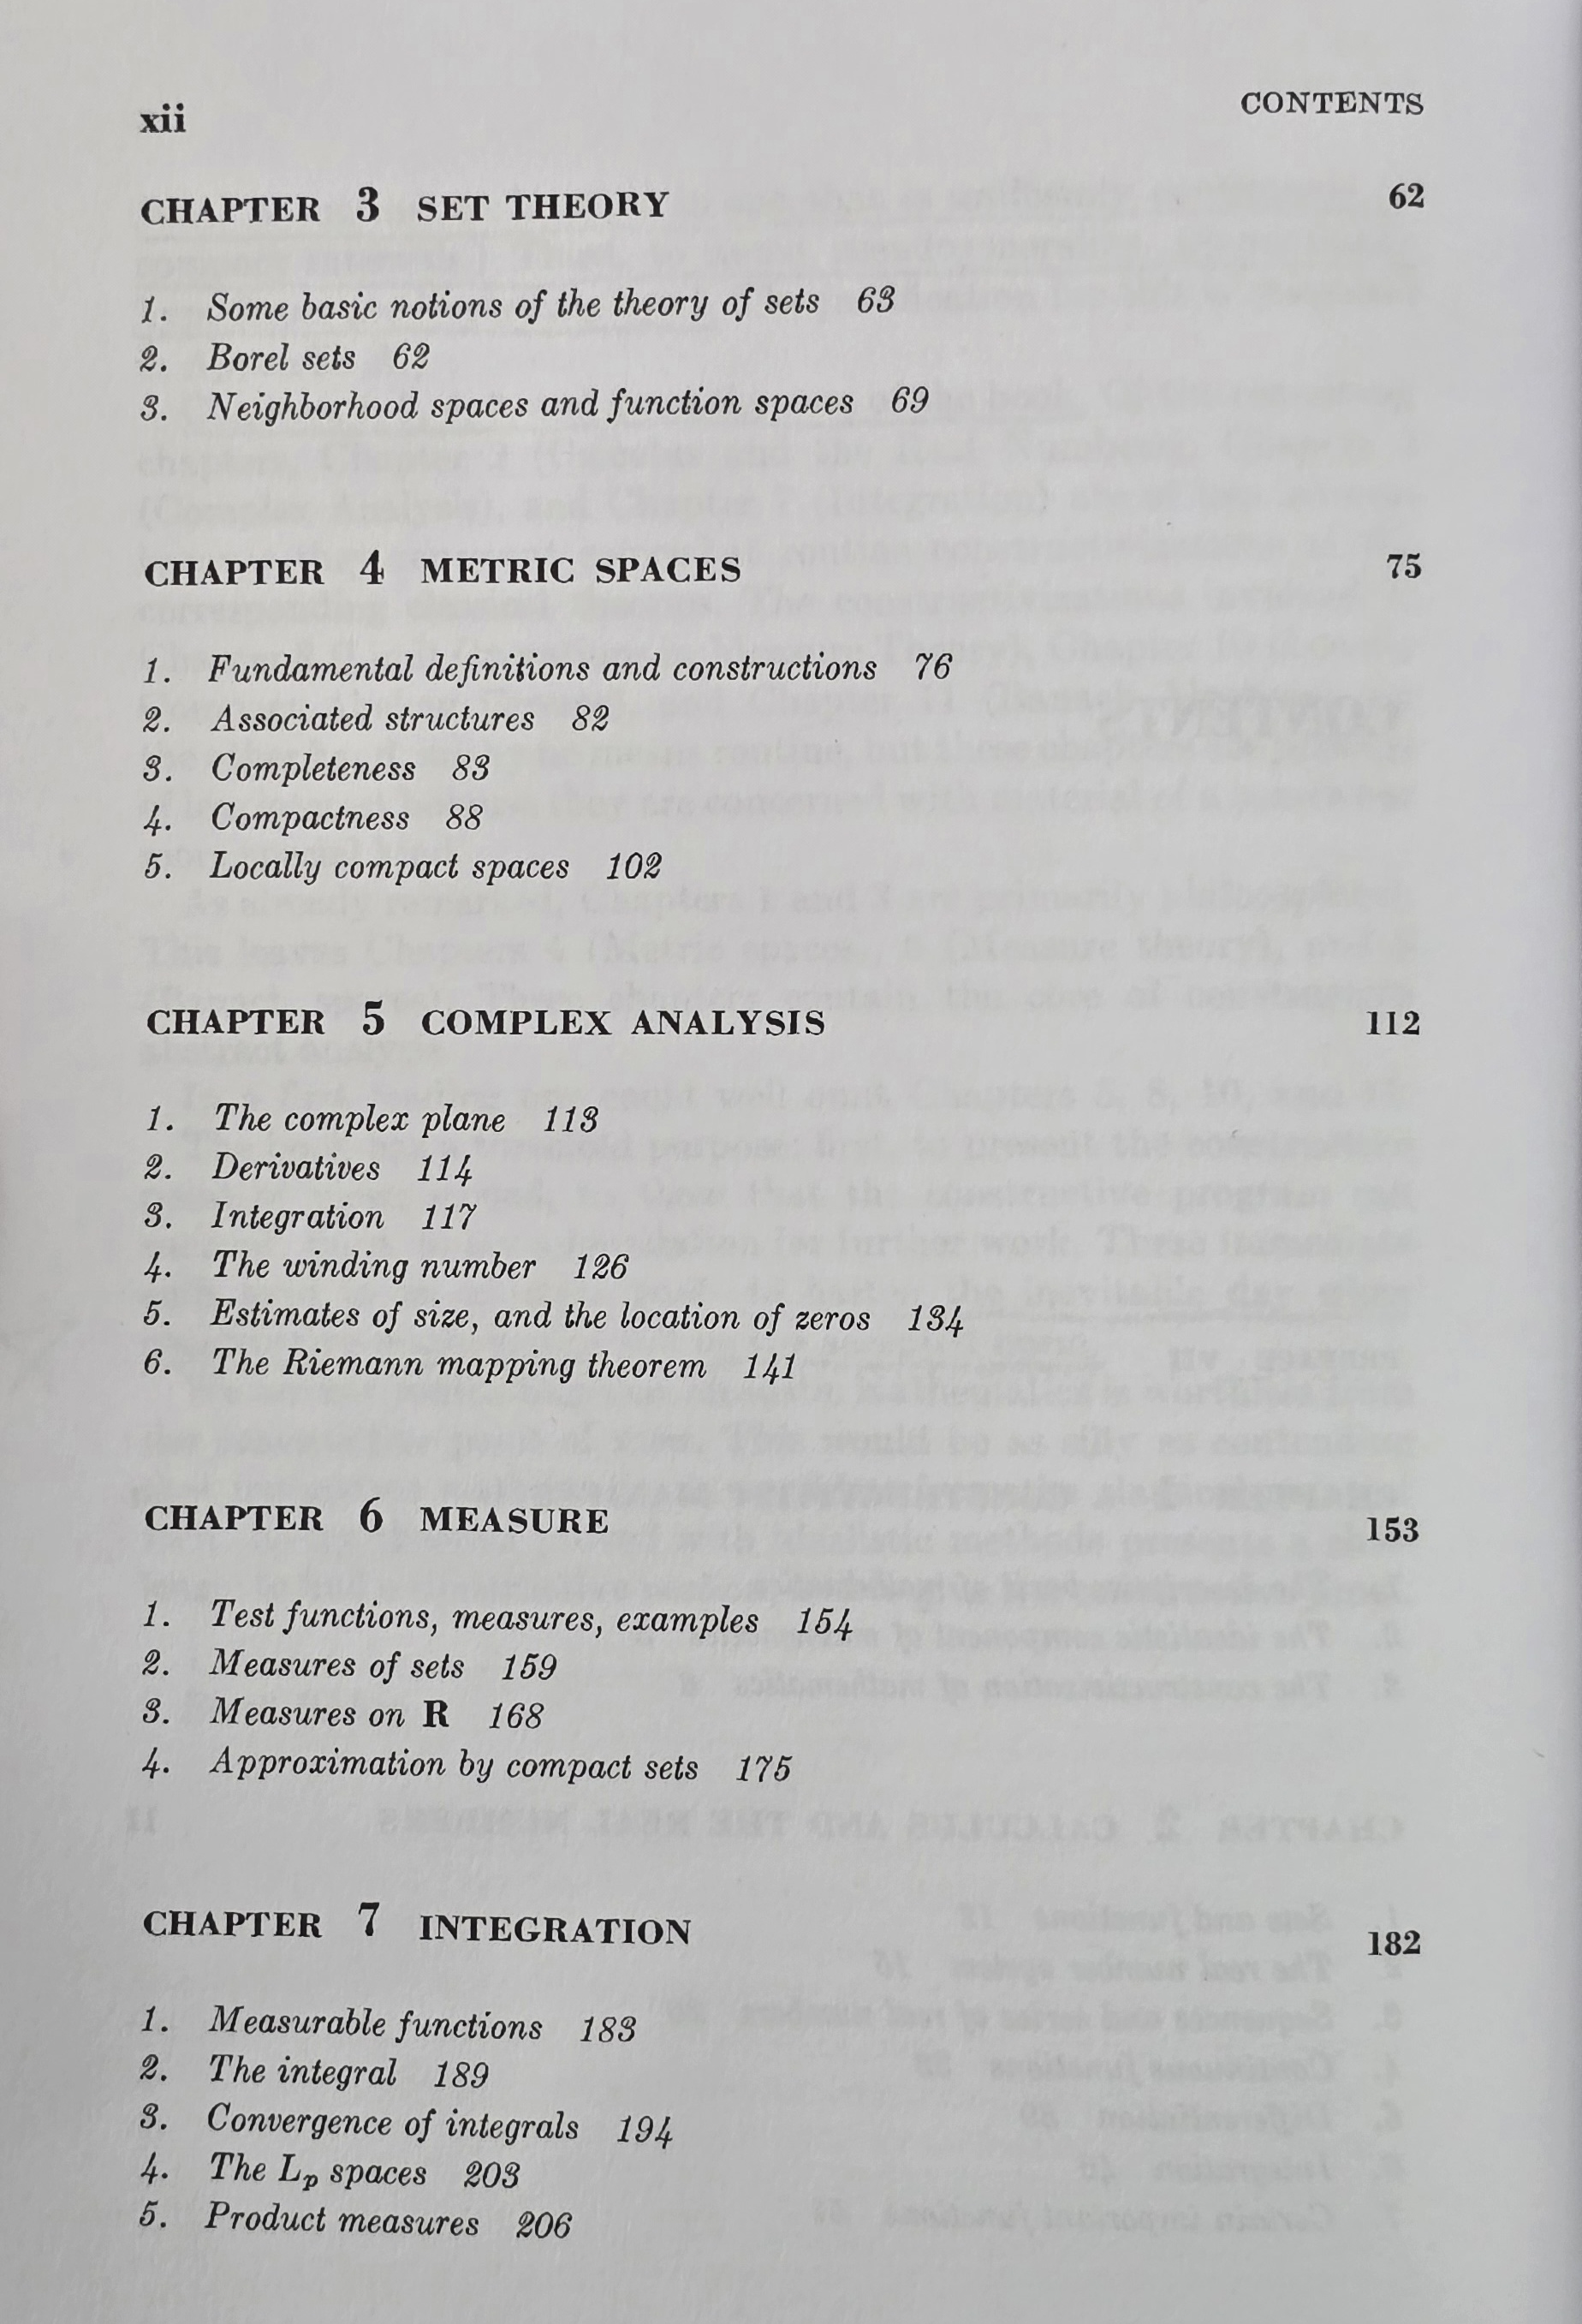 xii CONTENTS
CHAPTER 3 SET THEORY 62
1. Some basic notions of the theory of sets 63
2. Borel sets 62
3. Neighborhood spaces and function spaces 69
CHAPTER 4 METRIC SPACES 75
1. Fundamental definitions and constructions 76
2. Associated structures 82
3. Completeness 83
4. Compactness 88
5. Locally compact spaces 102
CHAPTER 5 COMPLEX ANALYSIS 112
1. The complex plane 113
2. Derivatives 114
3. Integration 117
4. The winding number 126
5. Estimates of size, and the location of zeros 134
6. The Riemann mapping theorem 141
CHAPTER 6 MEASURE 153
1. Test functions, measures, examples 154
2. Measures of sets 159
3. Measures on R 168
4. Approximation by compact sets 175
CHAPTER 7 INTEGRATION 182
1. Measurable functions 183
2. The integral 189
3. Convergence of integrals 194
4. The Lp spaces 203
5. Product measures 206